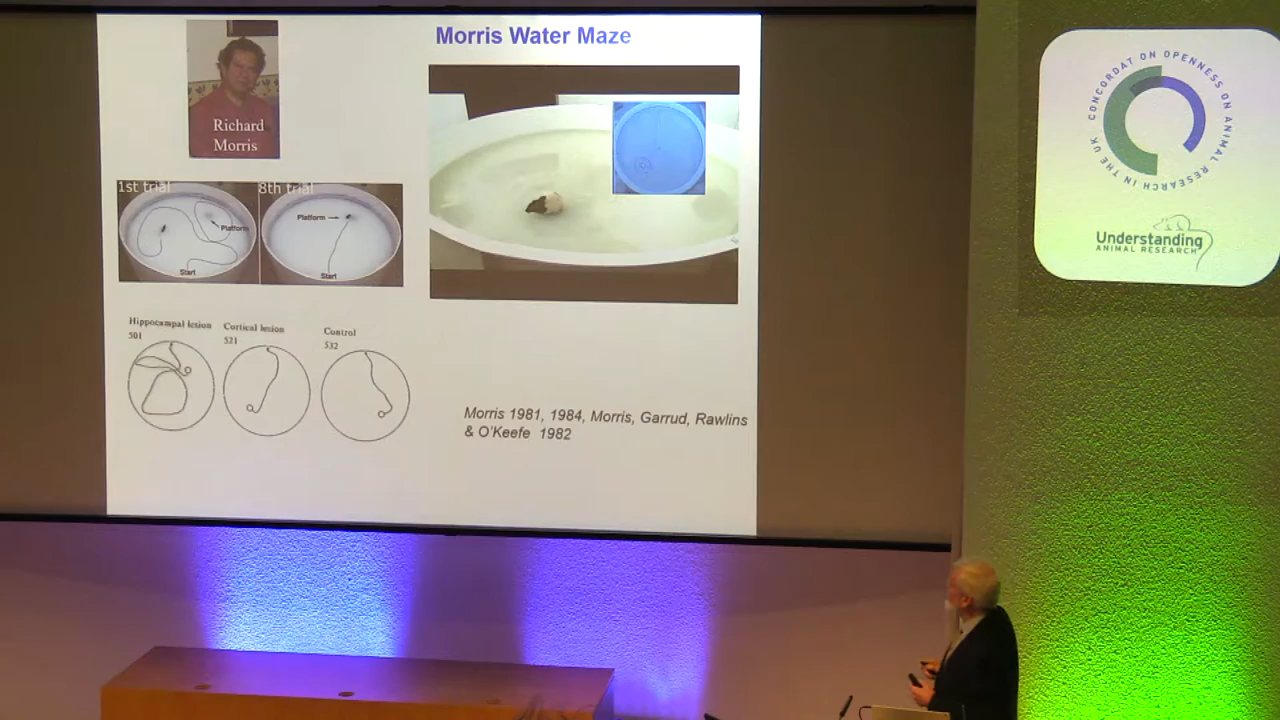 Morris Water Maze
Richard
Morris
1st trial
8th trial
Platform
Start
Platform
Start
Hippocampal lesion
501
Cortical lesion
521
Control
532
Morris 1981, 1984, Morris, Garrud, Rawlins
& O'Keefe 1982
CONCORDAT ON OPENNESS ON ANIMAL RESEARCH IN THE UK
Understanding
ANIMAL RESEARCH